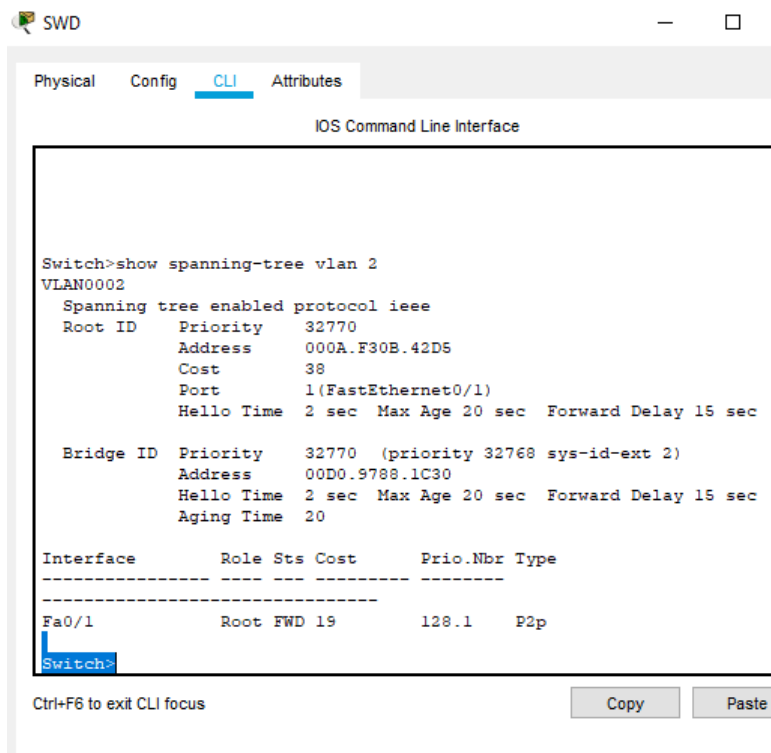 SWD
Physical Config CLI Attributes
IOS Command Line Interface
Switch>show spanning-tree vlan 2
VLAN0002
  Spanning tree enabled protocol ieee
  Root ID    Priority    32770
             Address     000A.F30B.42D5
             Cost        38
             Port        1(FastEthernet0/1)
             Hello Time  2 sec  Max Age 20 sec  Forward Delay 15 sec
  Bridge ID  Priority    32770  (priority 32768 sys-id-ext 2)
             Address     00D0.9788.1C30
             Hello Time  2 sec  Max Age 20 sec  Forward Delay 15 sec
             Aging Time  20
Interface        Role Sts Cost      Prio.Nbr Type
---------------- ---- --- --------- --------
--------------------------------
Fa0/1            Root FWD 19        128.1    P2p
Switch>
Ctrl+F6 to exit CLI focus
Copy Paste